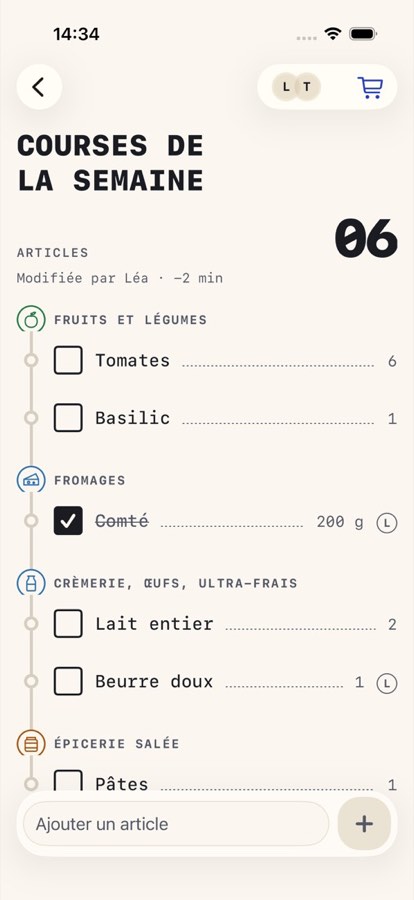 14:34
L T
COURSES DE
LA SEMAINE
06
ARTICLES
Modifiée par Léa · −2 min
FRUITS ET LÉGUMES
Tomates 6
Basilic 1
FROMAGES
Comté 200 g L
CRÈMERIE, ŒUFS, ULTRA-FRAIS
Lait entier 2
Beurre doux 1 L
ÉPICERIE SALÉE
Pâtes 1
Ajouter un article